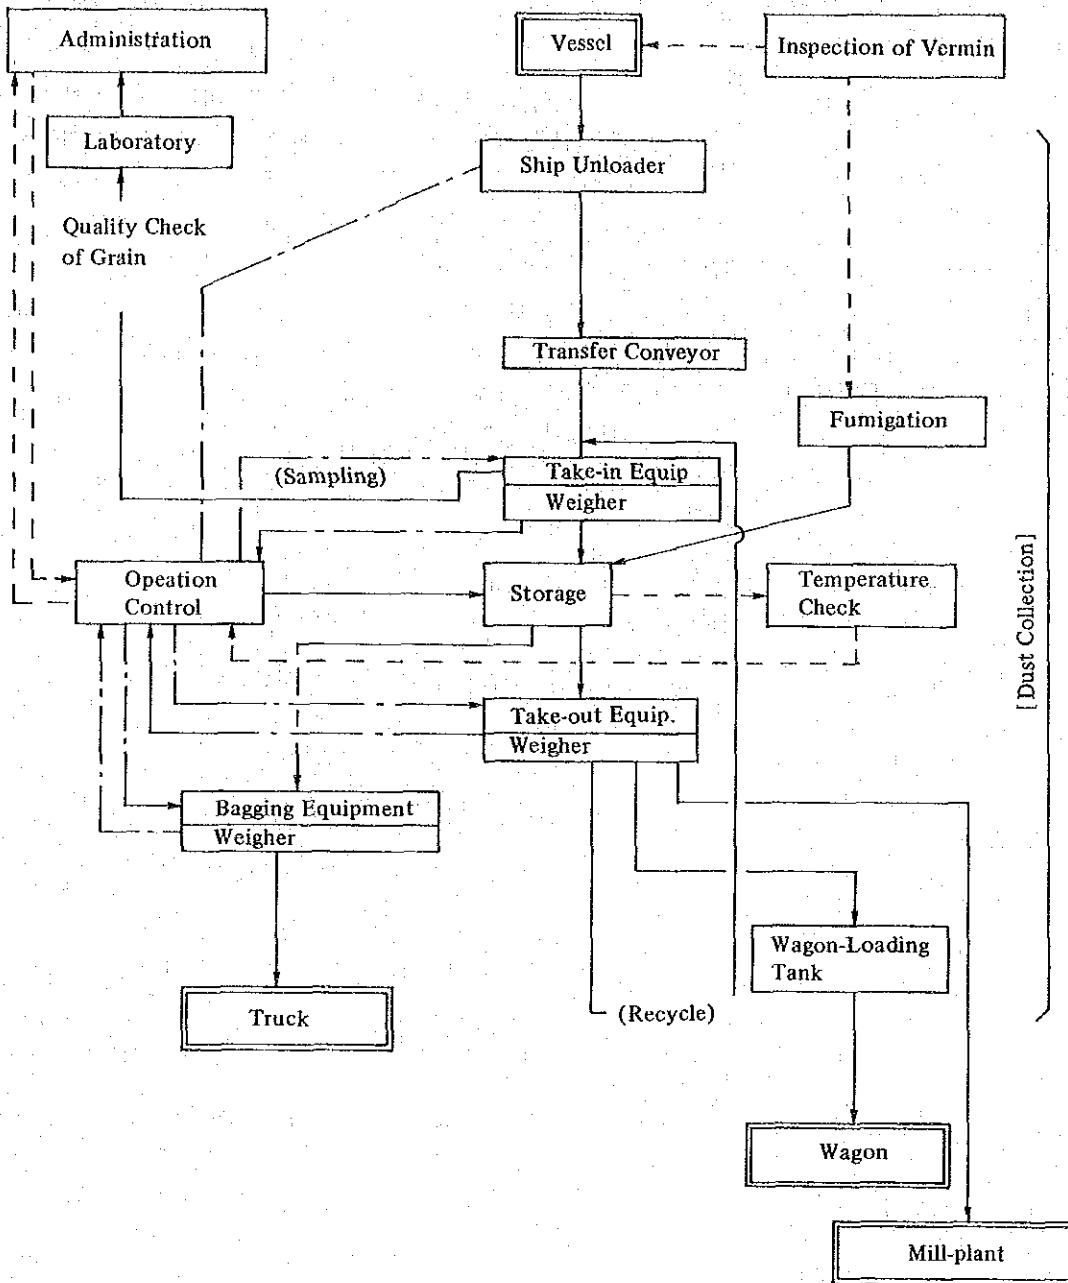 Administration
Vessel
Inspection of Vermin
Laboratory
Ship Unloader
Quality Check
of Grain
Transfer Conveyor
Fumigation
(Sampling)
Take-in Equip
Weigher
Opeation
Control
Storage
Temperature
Check
[Dust Collection]
Take-out Equip.
Weigher
Bagging Equipment
Weigher
Wagon-Loading
Tank
Truck
(Recycle)
Wagon
Mill-plant